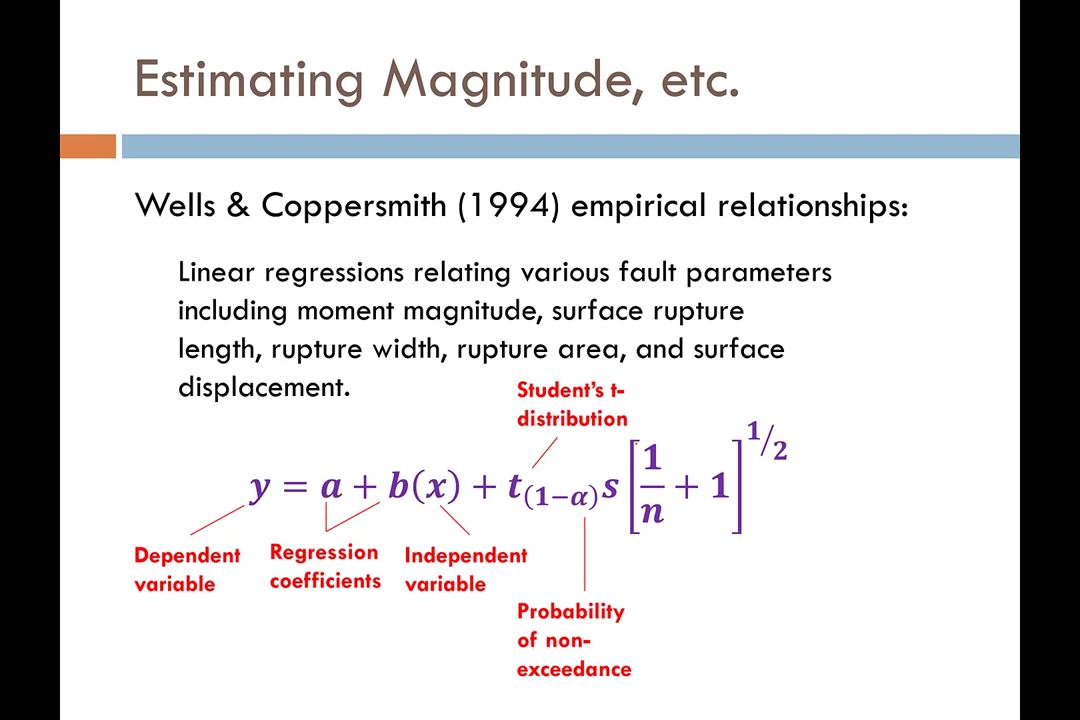 Estimating Magnitude, etc.
Wells & Coppersmith (1994) empirical relationships:
Linear regressions relating various fault parameters
including moment magnitude, surface rupture
length, rupture width, rupture area, and surface
displacement.
Student’s t-
distribution
y = a + b(x) + t₍₁₋α₎s[1/n + 1]^1/2
Dependent
variable
Regression
coefficients
Independent
variable
Probability
of non-
exceedance